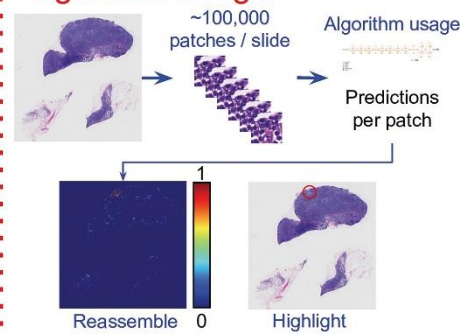 ~100,000
patches / slide
Algorithm usage
Predictions
per patch
1
0
Reassemble
Highlight